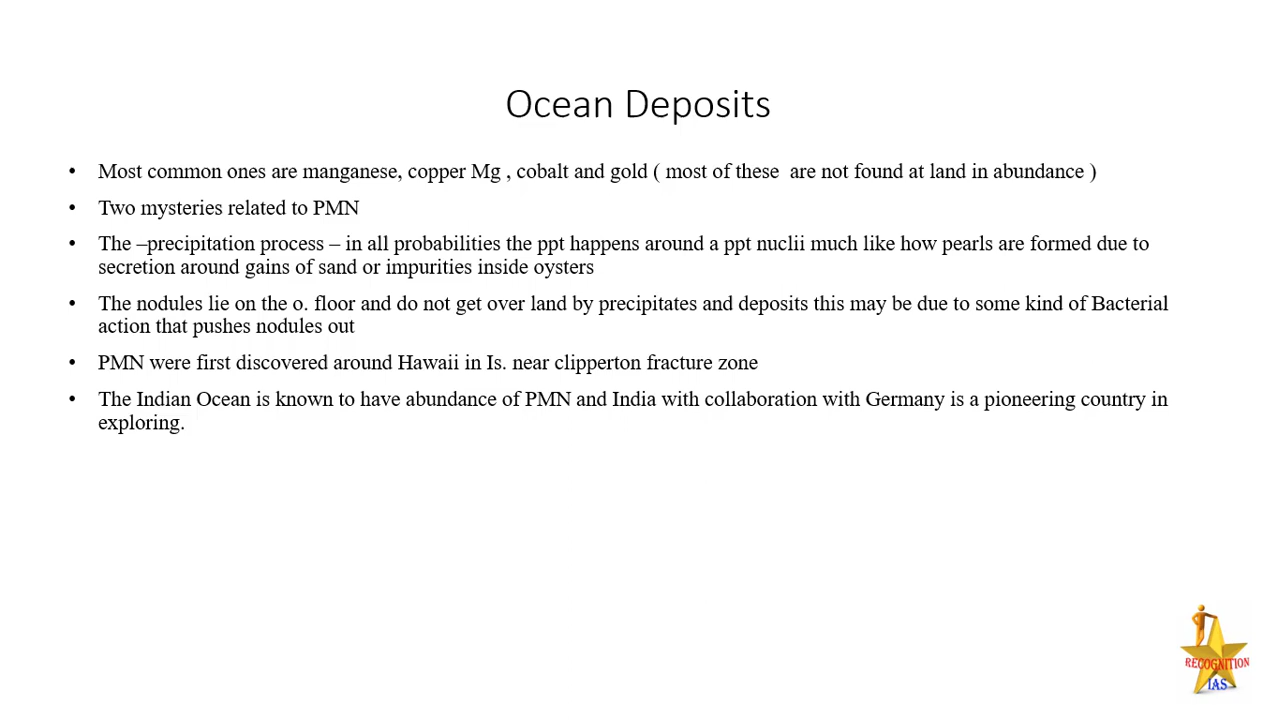 Ocean Deposits
• Most common ones are manganese, copper Mg , cobalt and gold ( most of these  are not found at land in abundance )
• Two mysteries related to PMN
• The –precipitation process – in all probabilities the ppt happens around a ppt nuclii much like how pearls are formed due to
secretion around gains of sand or impurities inside oysters
• The nodules lie on the o. floor and do not get over land by precipitates and deposits this may be due to some kind of Bacterial
action that pushes nodules out
• PMN were first discovered around Hawaii in Is. near clipperton fracture zone
• The Indian Ocean is known to have abundance of PMN and India with collaboration with Germany is a pioneering country in
exploring.
RECOGNITION
IAS